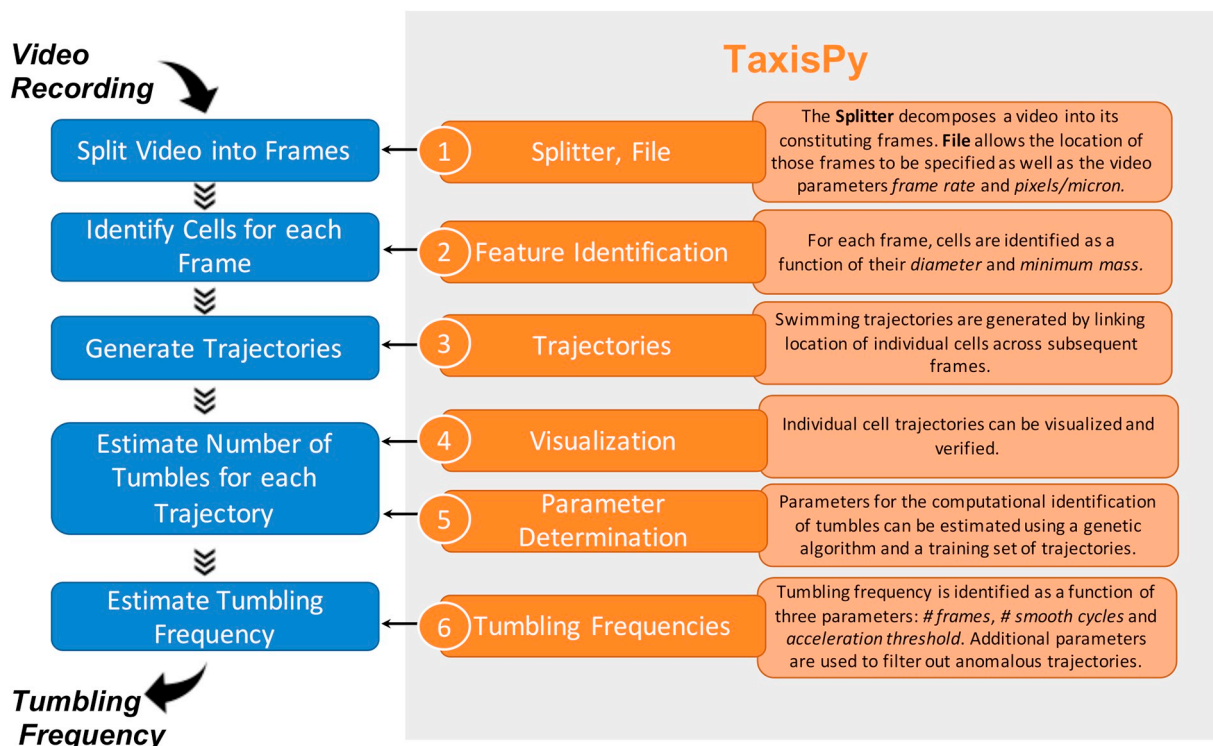 Video
Recording
TaxisPy
Split Video into Frames
1
Splitter, File
The Splitter decomposes a video into its
constituting frames. File allows the location of
those frames to be specified as well as the video
parameters frame rate and pixels/micron.
Identify Cells for each
Frame
2
Feature Identification
For each frame, cells are identified as a
function of their diameter and minimum mass.
Generate Trajectories
3
Trajectories
Swimming trajectories are generated by linking
location of individual cells across subsequent
frames.
Estimate Number of
Tumbles for each
Trajectory
4
Visualization
Individual cell trajectories can be visualized and
verified.
5
Parameter
Determination
Parameters for the computational identification
of tumbles can be estimated using a genetic
algorithm and a training set of trajectories.
Estimate Tumbling
Frequency
6
Tumbling Frequencies
Tumbling frequency is identified as a function of
three parameters: # frames, # smooth cycles and
acceleration threshold. Additional parameters
are used to filter out anomalous trajectories.
Tumbling
Frequency